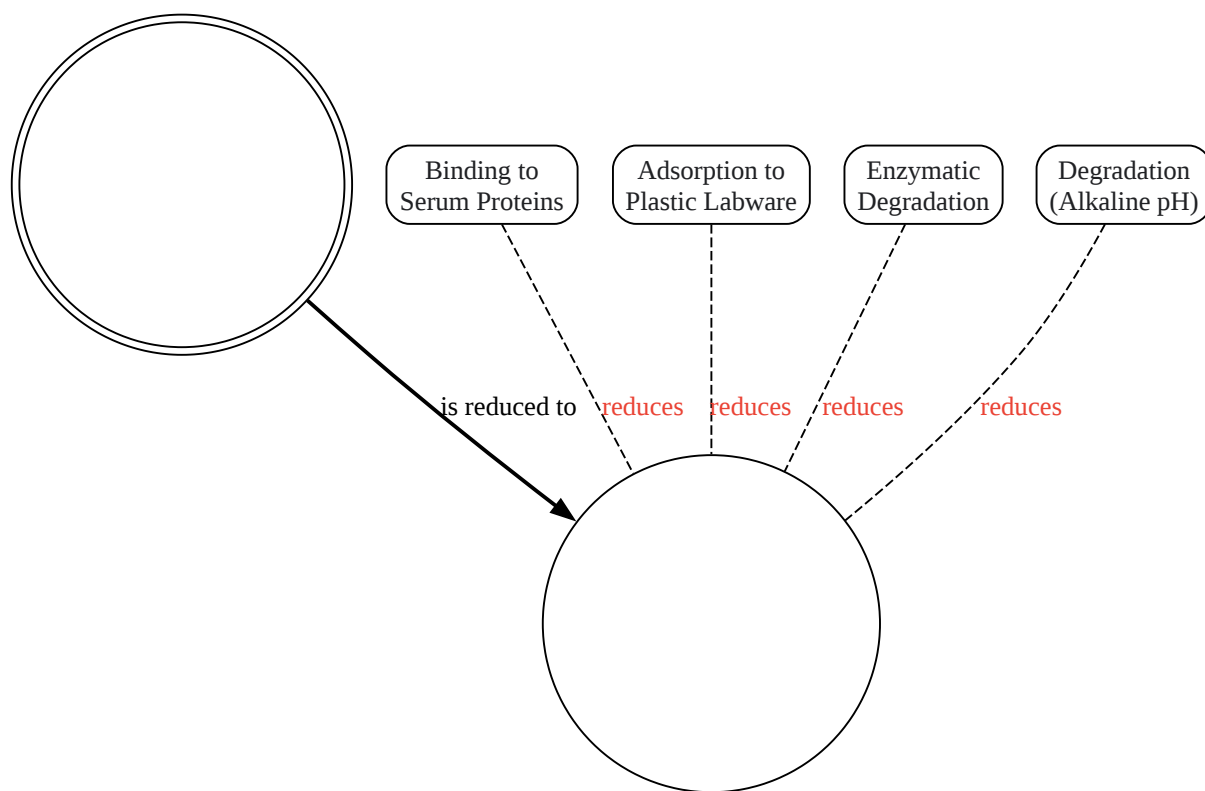 Binding to
Serum Proteins
Adsorption to
Plastic Labware
Enzymatic
Degradation
Degradation
(Alkaline pH)
is reduced to
reduces
reduces
reduces
reduces